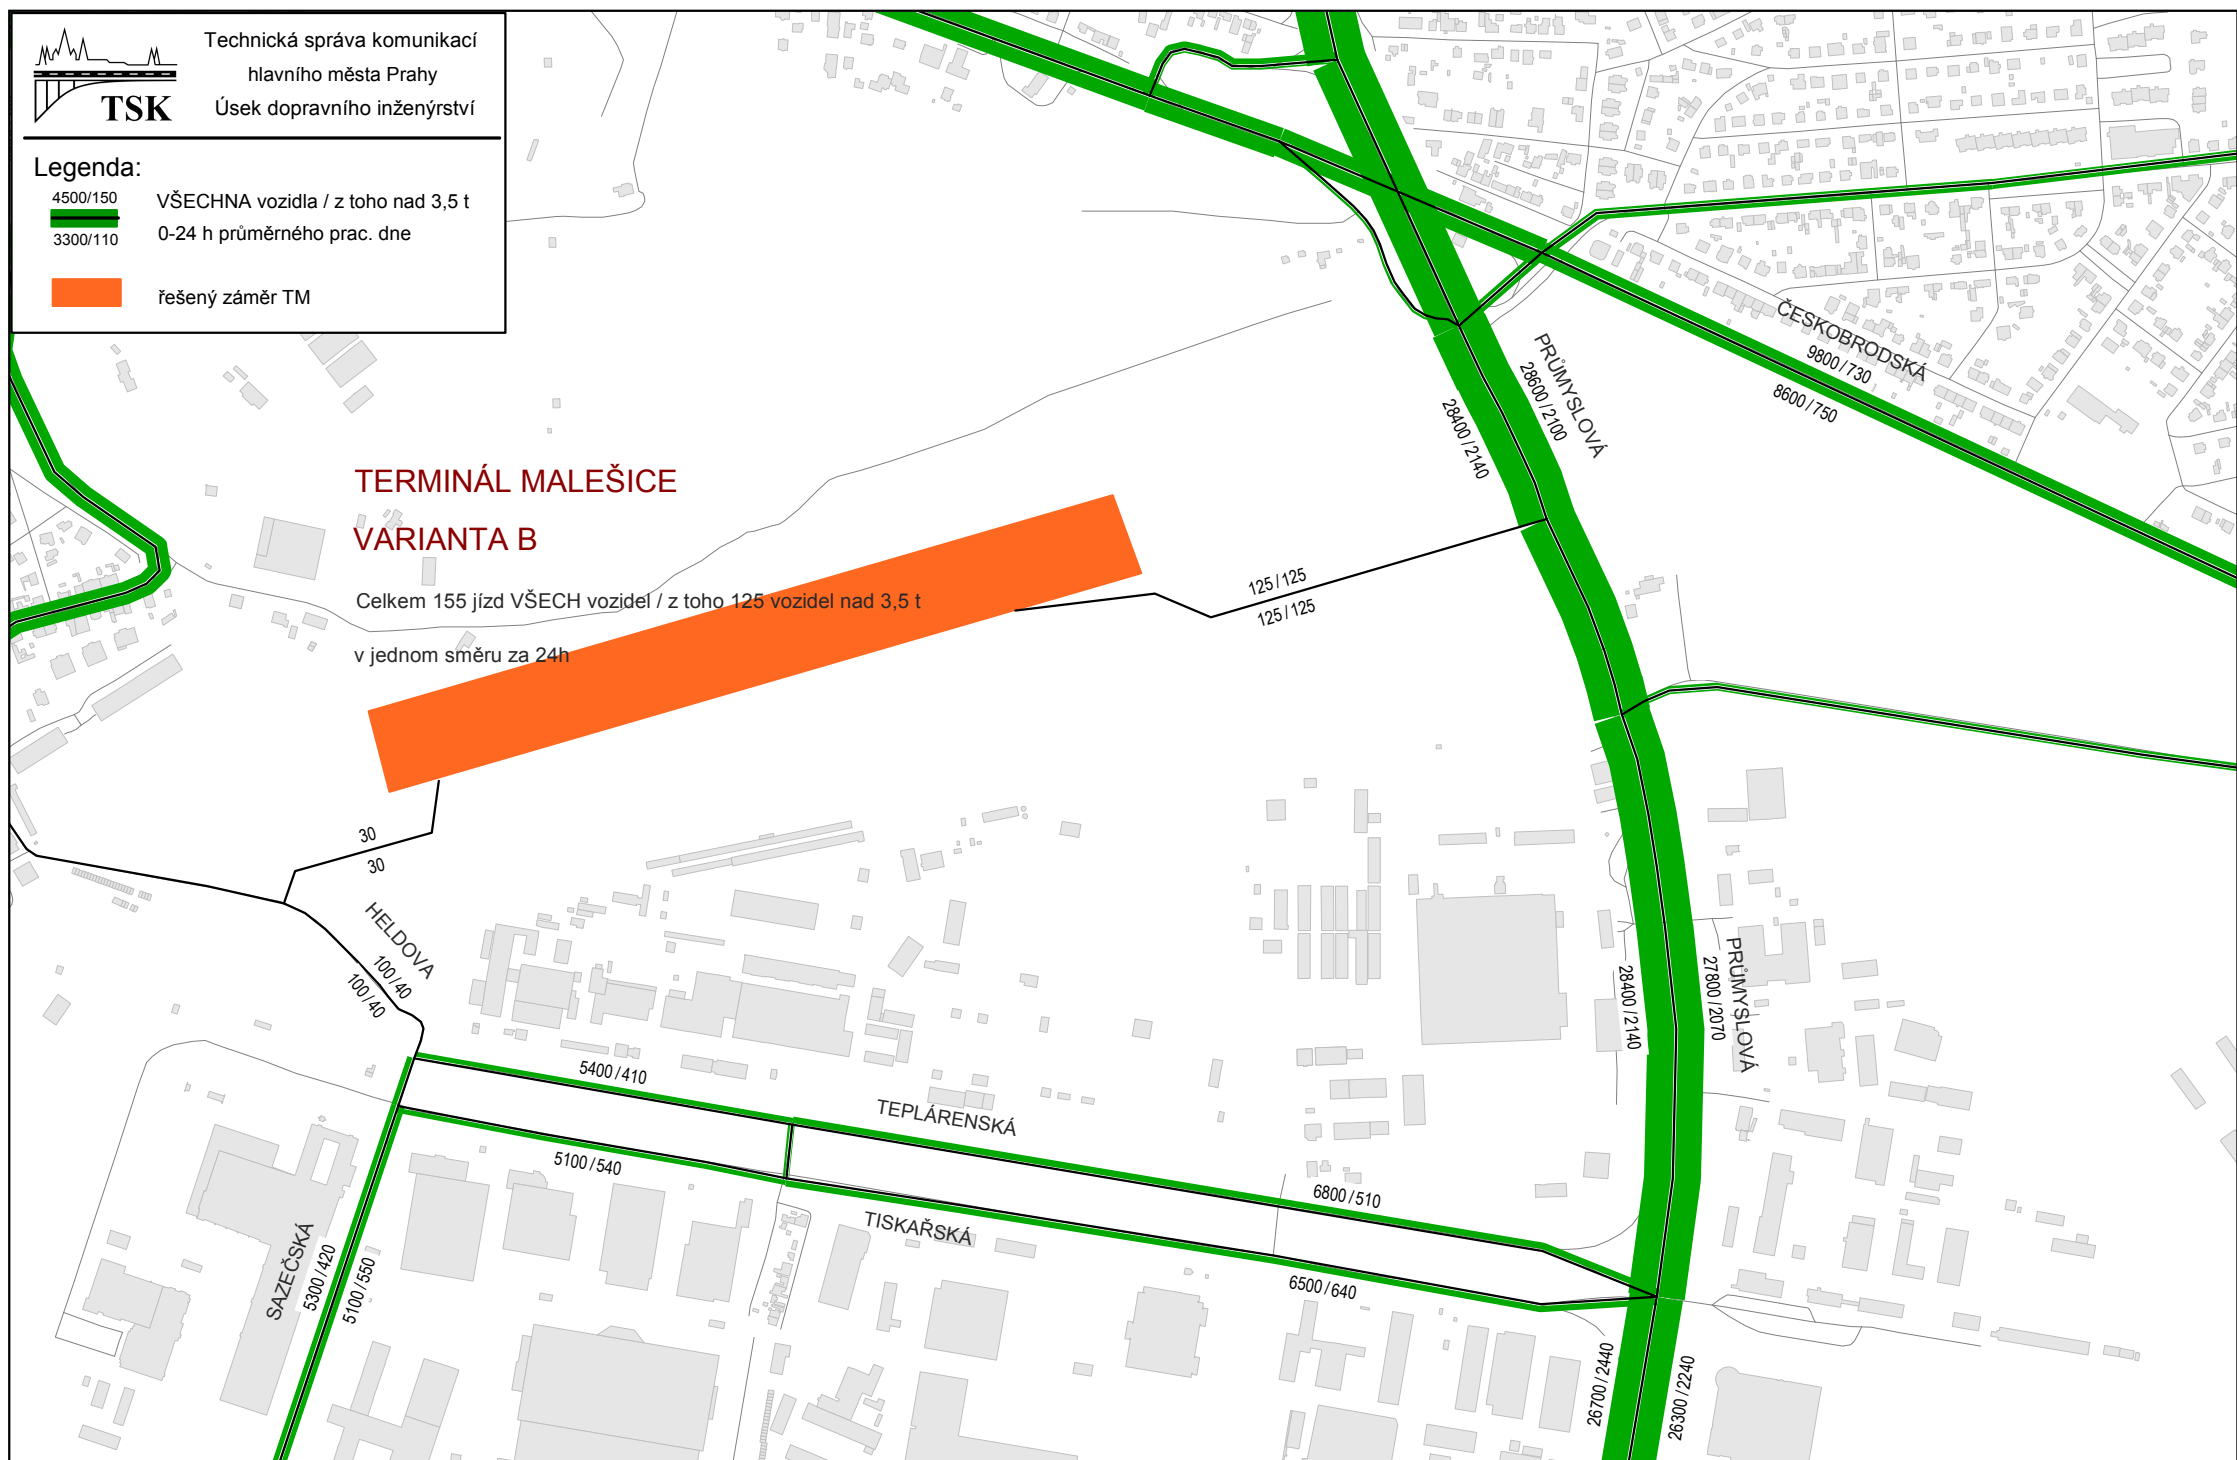 Technická správa komunikací
hlavního města Prahy
Úsek dopravního inženýrství
TSK
Legenda:
4500/150
VŠECHNA vozidla / z toho nad 3,5 t
3300/110
0-24 h průměrného prac. dne
řešený záměr TM
ČESKOBRODSKÁ
9800/730
8600/750
PRŮMYSLOVÁ
28600/2100
28400/2140
TERMINÁL MALEŠICE
VARIANTA B
Celkem 155 jízd VŠECH vozidel / z toho 125 vozidel nad 3,5 t
v jednom směru za 24h
125/125
125/125
30
30
HELDOVA
100/40
100/40
PRŮMYSLOVÁ
27800/2070
28400/2140
5400/410
TEPLÁRENSKÁ
5100/540
6800/510
TISKAŘSKÁ
6500/640
SAZEČSKÁ
5300/420
5100/550
26700/2440
26300/2240